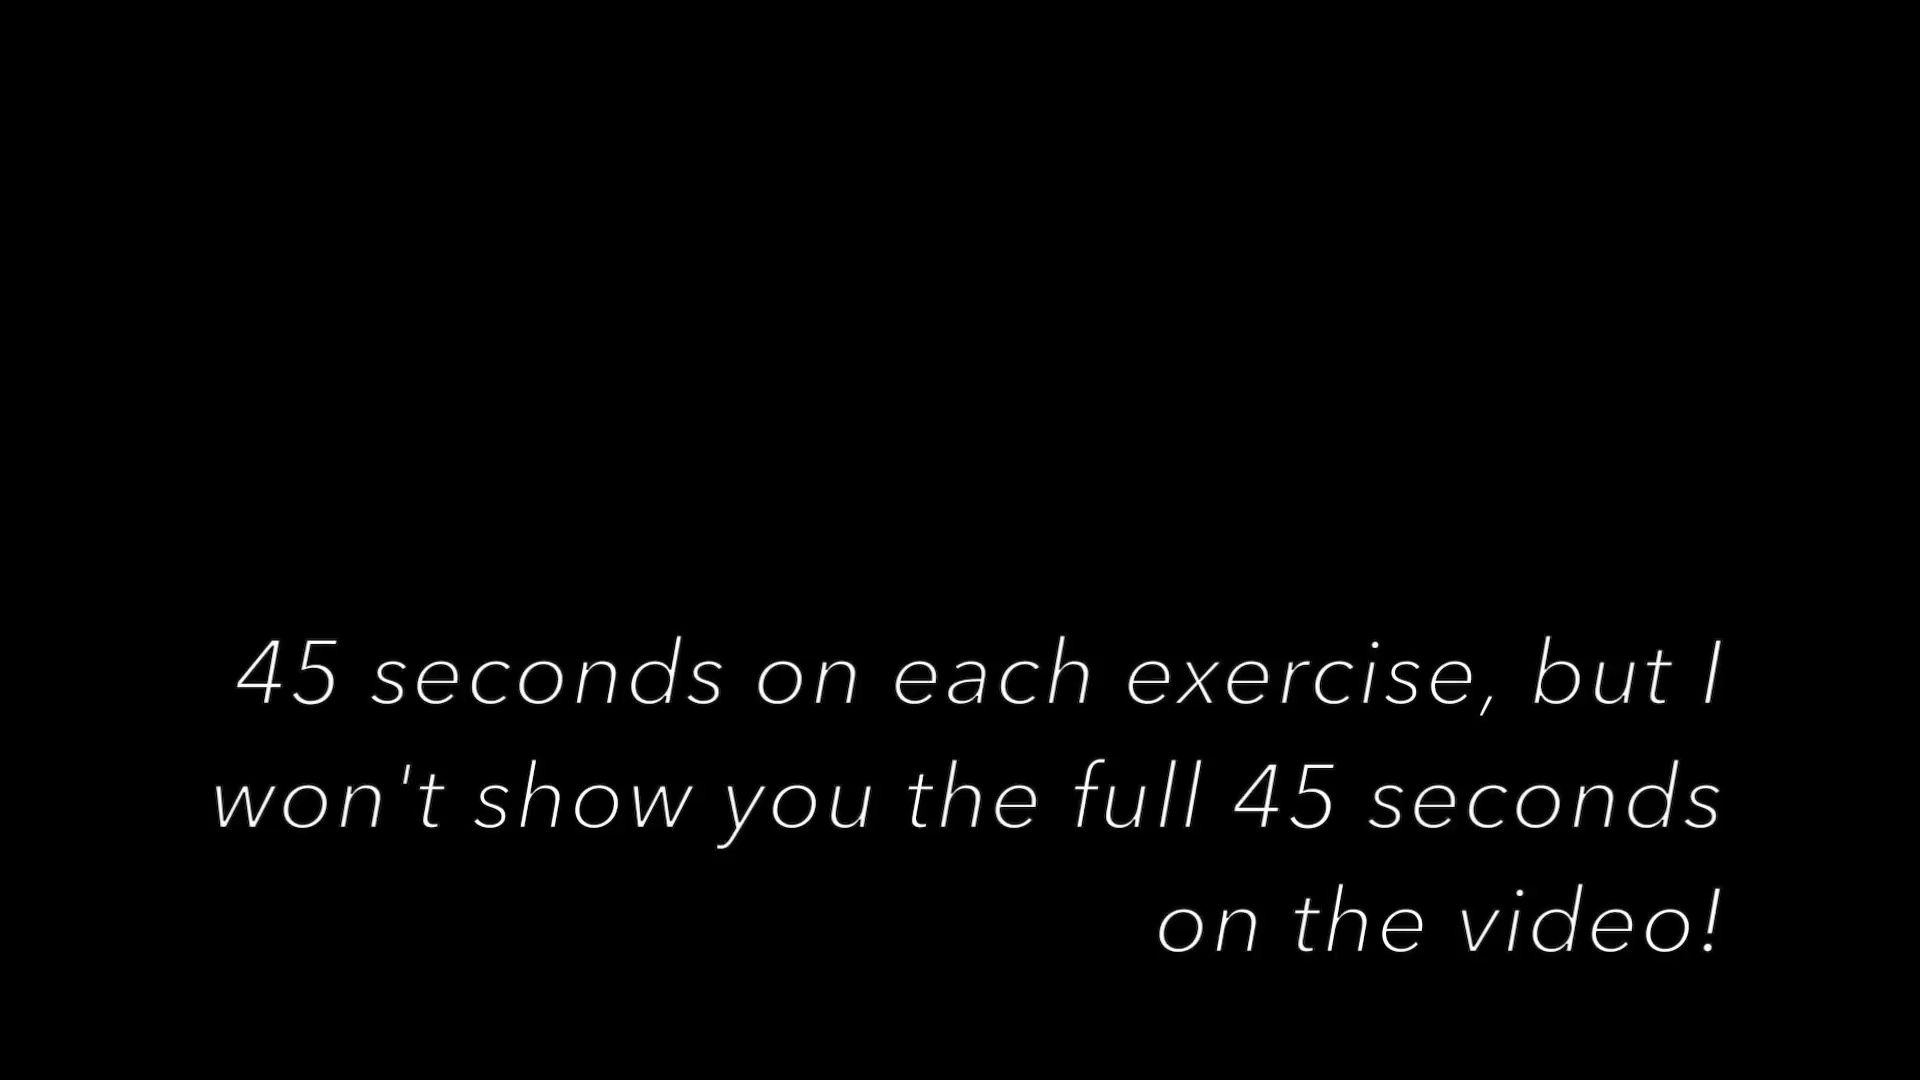 45 seconds on each exercise, but I
won't show you the full 45 seconds
on the video!